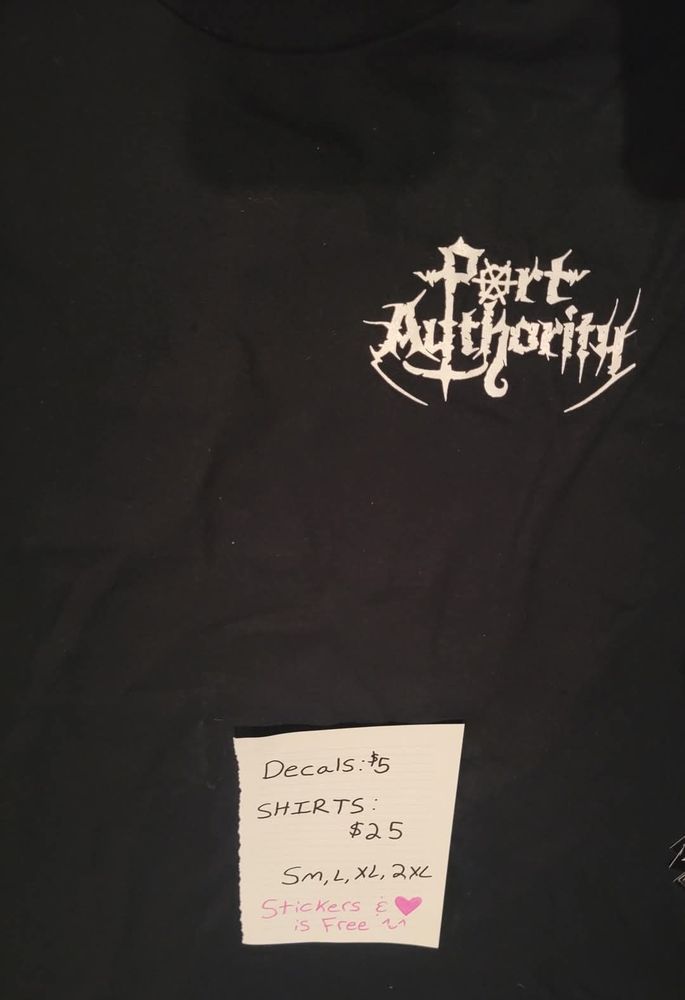 Port
Authority
Decals: $5
SHIRTS:
$25
Sm, L, XL, 2XL
Stickers & ♥
is Free ~~